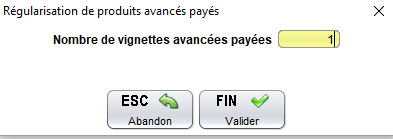 Régularisation de produits avancés payés
Nombre de vignettes avancées payées 1
ESC FIN
Abandon Valider